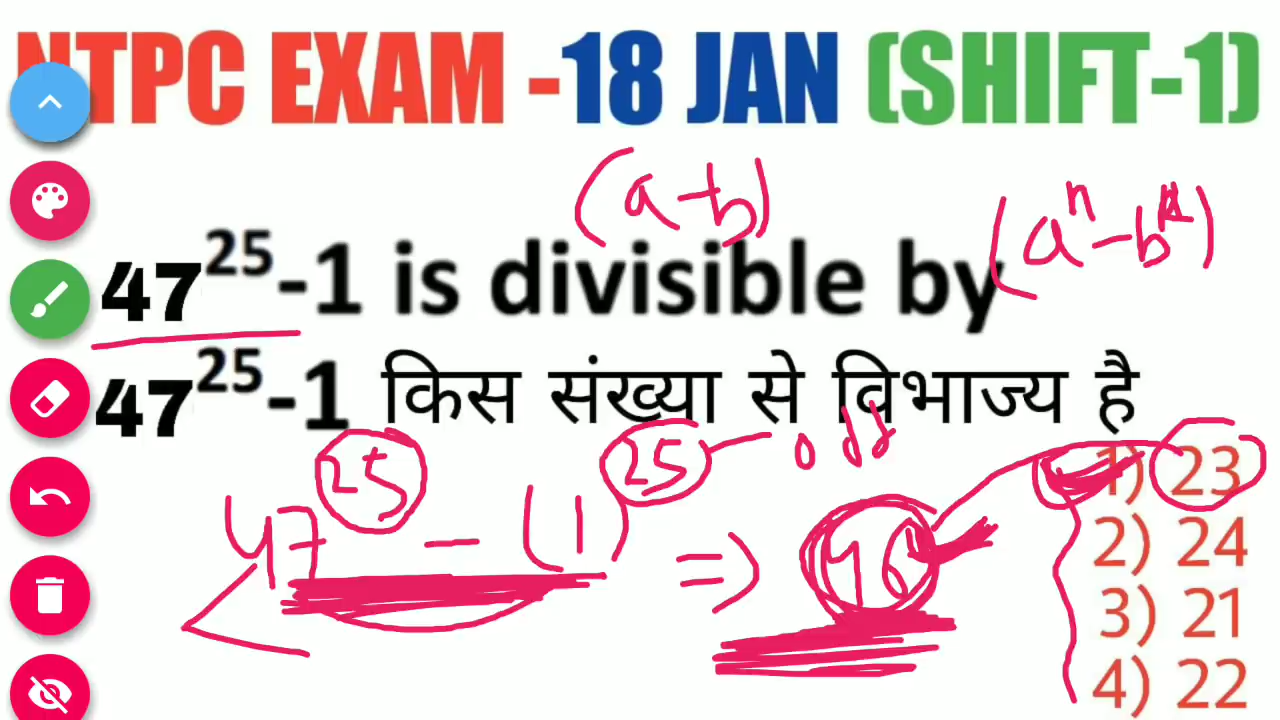 NTPC EXAM -18 JAN (SHIFT-1)
(a-b)
(aⁿ-bⁿ)
47²⁵-1 is divisible by
47²⁵-1 किस संख्या से विभाज्य है
25 - odd
47²⁵ - (1)²⁵ ⇒ 46
1) 23
2) 24
3) 21
4) 22